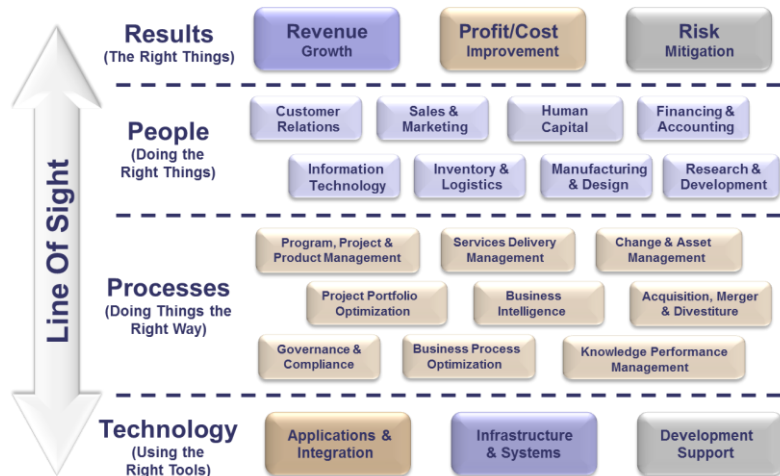 Line Of Sight
Results
(The Right Things)
Revenue
Growth
Profit/Cost
Improvement
Risk
Mitigation
People
(Doing the
Right Things)
Customer
Relations
Sales &
Marketing
Human
Capital
Financing &
Accounting
Information
Technology
Inventory &
Logistics
Manufacturing
& Design
Research &
Development
Processes
(Doing Things the
Right Way)
Program, Project &
Product Management
Services Delivery
Management
Change & Asset
Management
Project Portfolio
Optimization
Business
Intelligence
Acquisition, Merger
& Divestiture
Governance &
Compliance
Business Process
Optimization
Knowledge Performance
Management
Technology
(Using the
Right Tools)
Applications &
Integration
Infrastructure
& Systems
Development
Support